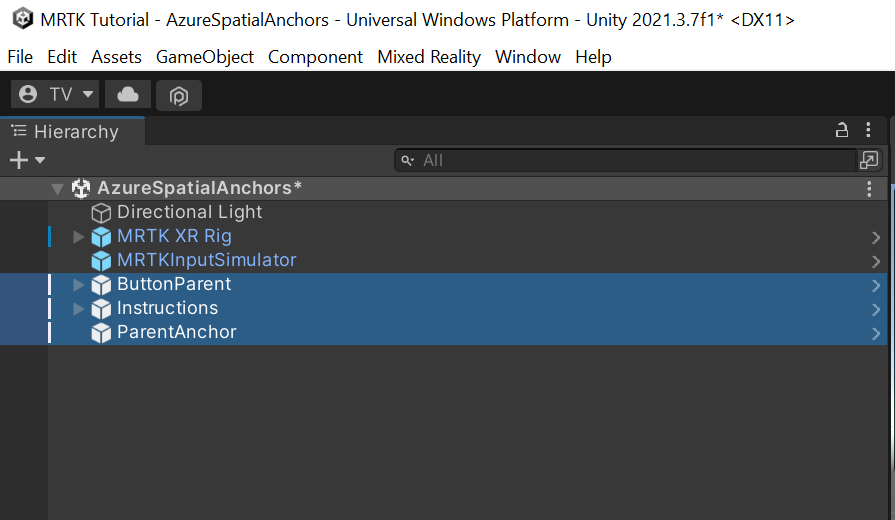 MRTK Tutorial - AzureSpatialAnchors - Universal Windows Platform - Unity 2021.3.7f1* <DX11>
File Edit Assets GameObject Component Mixed Reality Window Help
TV
Hierarchy
All
AzureSpatialAnchors*
Directional Light
MRTK XR Rig
MRTKInputSimulator
ButtonParent
Instructions
ParentAnchor